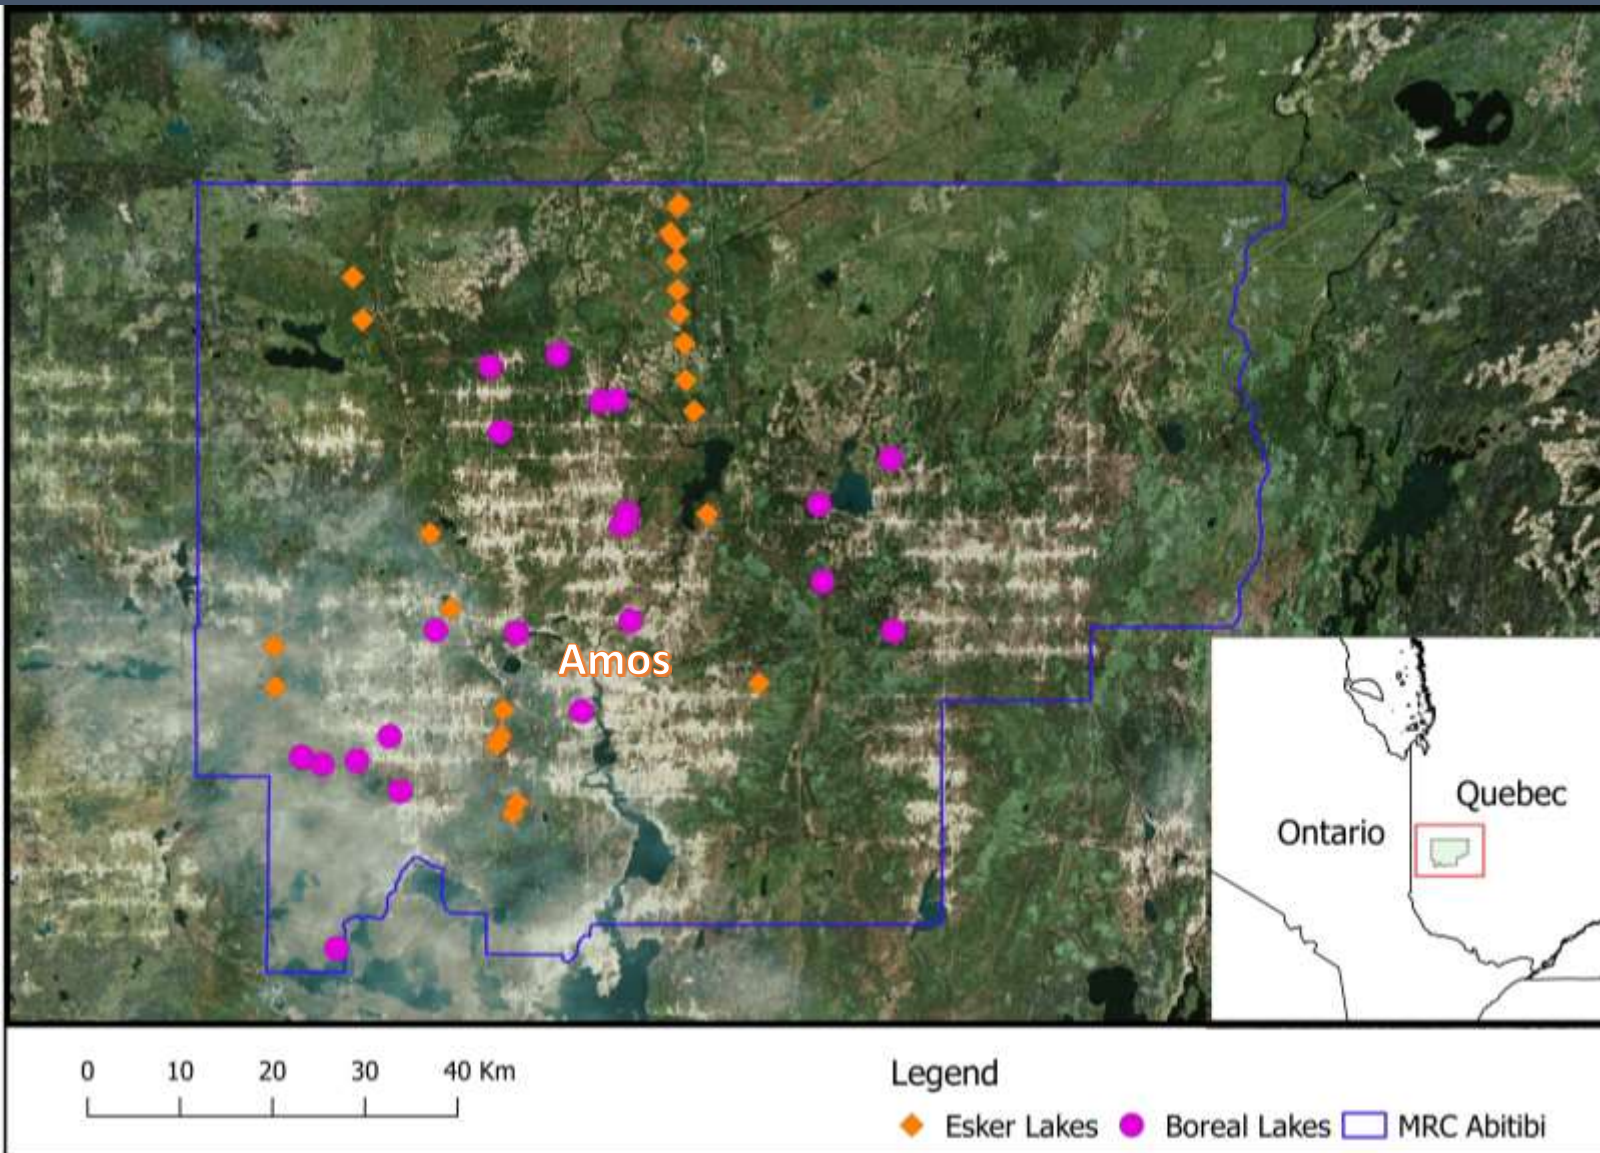 Amos
Quebec
Ontario
0 10 20 30 40 Km
Legend
Esker Lakes Boreal Lakes MRC Abitibi